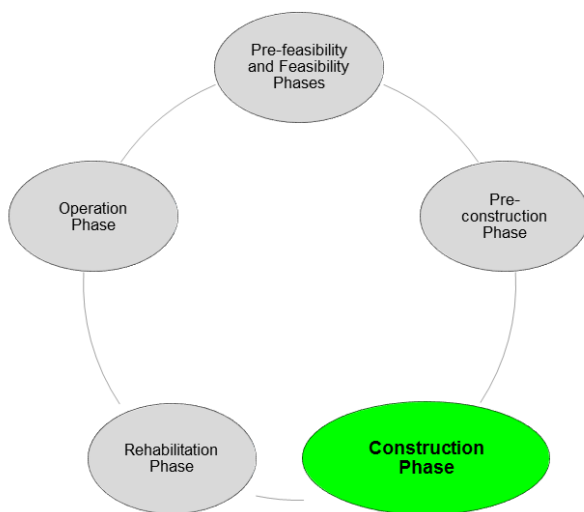 Pre-feasibility
and Feasibility
Phases
Pre-
construction
Phase
Construction
Phase
Rehabilitation
Phase
Operation
Phase